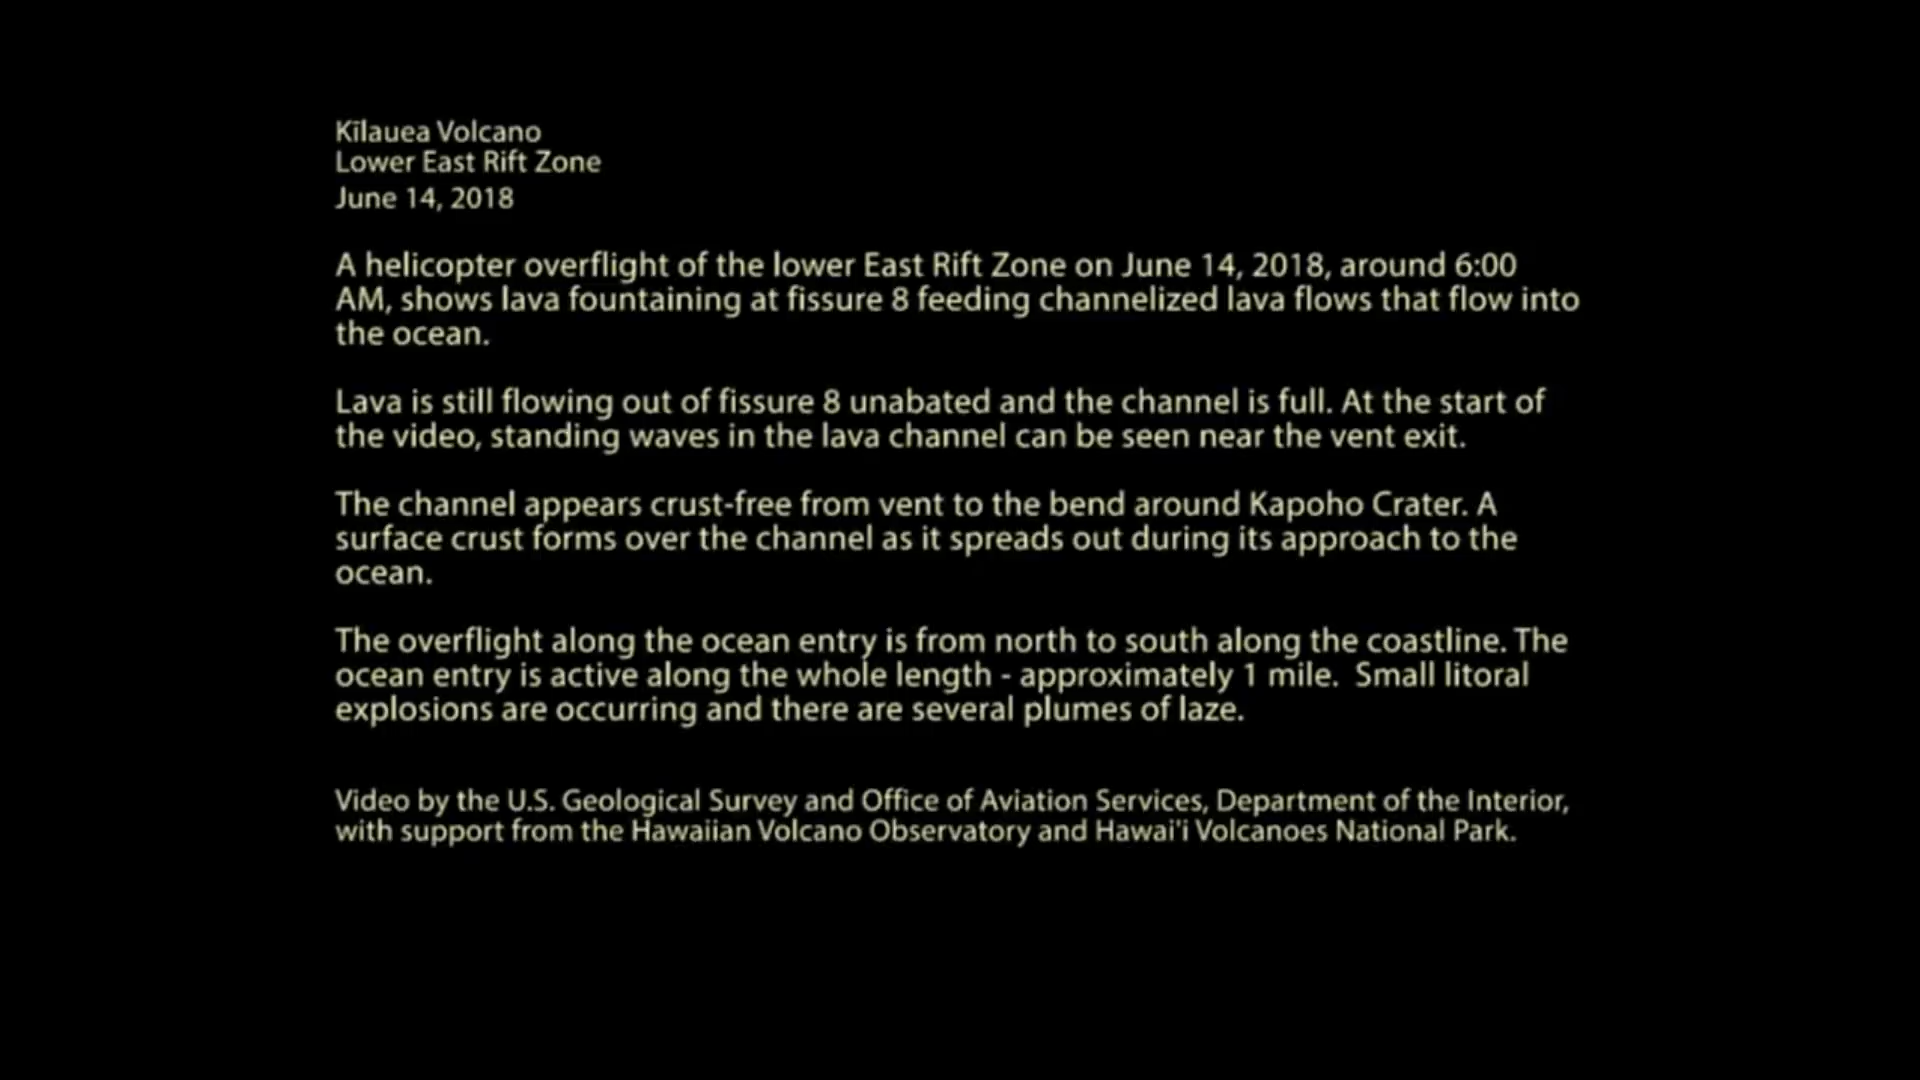 Kīlauea Volcano
Lower East Rift Zone
June 14, 2018
A helicopter overflight of the lower East Rift Zone on June 14, 2018, around 6:00
AM, shows lava fountaining at fissure 8 feeding channelized lava flows that flow into
the ocean.
Lava is still flowing out of fissure 8 unabated and the channel is full. At the start of
the video, standing waves in the lava channel can be seen near the vent exit.
The channel appears crust-free from vent to the bend around Kapoho Crater. A
surface crust forms over the channel as it spreads out during its approach to the
ocean.
The overflight along the ocean entry is from north to south along the coastline. The
ocean entry is active along the whole length - approximately 1 mile.  Small litoral
explosions are occurring and there are several plumes of laze.
Video by the U.S. Geological Survey and Office of Aviation Services, Department of the Interior,
with support from the Hawaiian Volcano Observatory and Hawai'i Volcanoes National Park.